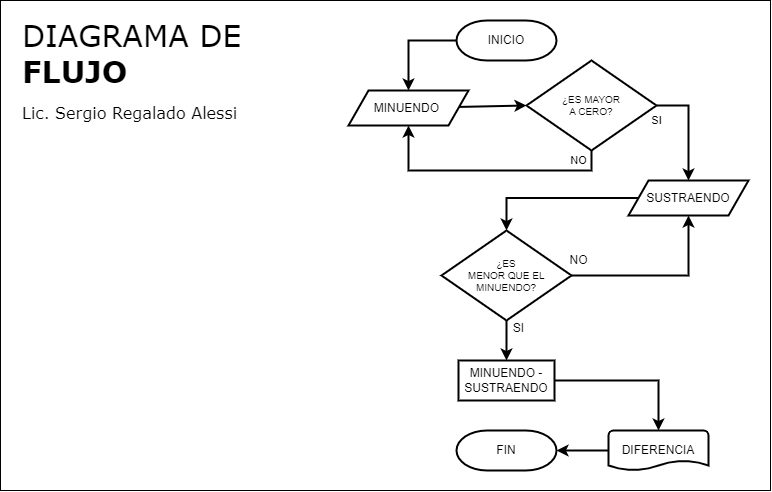 DIAGRAMA DE
FLUJO
Lic. Sergio Regalado Alessi
INICIO
MINUENDO
¿ES MAYOR
A CERO?
SI
NO
SUSTRAENDO
¿ES
MENOR QUE EL
MINUENDO?
NO
SI
MINUENDO -
SUSTRAENDO
DIFERENCIA
FIN